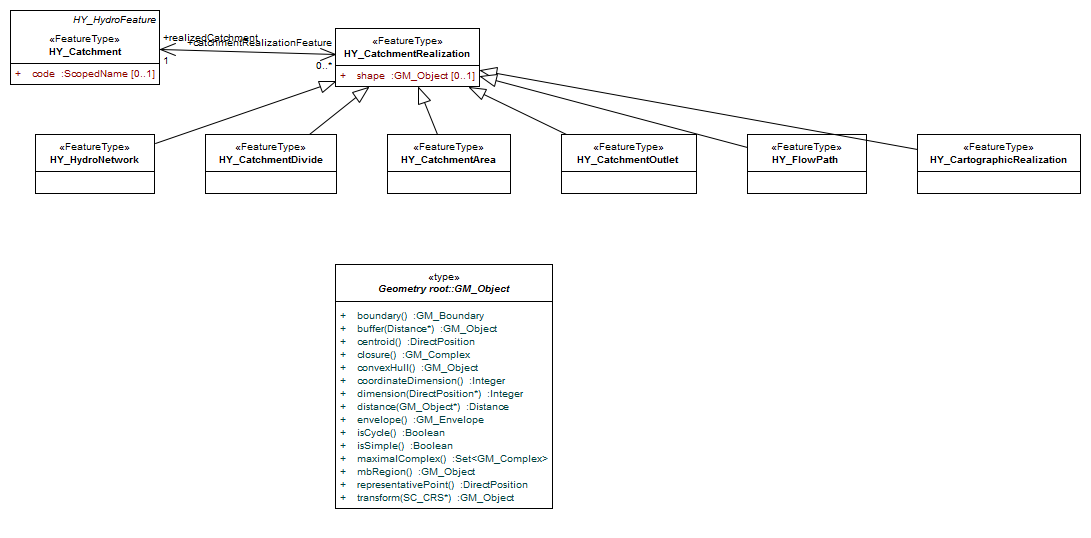 HY_HydroFeature
«FeatureType»
HY_Catchment
+ code :ScopedName [0..1]
+realizedCatchment
1
+catchmentRealizationFeature
0..*
«FeatureType»
HY_CatchmentRealization
+ shape :GM_Object [0..1]
«FeatureType»
HY_HydroNetwork
«FeatureType»
HY_CatchmentDivide
«FeatureType»
HY_CatchmentArea
«FeatureType»
HY_CatchmentOutlet
«FeatureType»
HY_FlowPath
«FeatureType»
HY_CartographicRealization
«type»
Geometry root::GM_Object
+ boundary() :GM_Boundary
+ buffer(Distance*) :GM_Object
+ centroid() :DirectPosition
+ closure() :GM_Complex
+ convexHull() :GM_Object
+ coordinateDimension() :Integer
+ dimension(DirectPosition*) :Integer
+ distance(GM_Object*) :Distance
+ envelope() :GM_Envelope
+ isCycle() :Boolean
+ isSimple() :Boolean
+ maximalComplex() :Set<GM_Complex>
+ mbRegion() :GM_Object
+ representativePoint() :DirectPosition
+ transform(SC_CRS*) :GM_Object